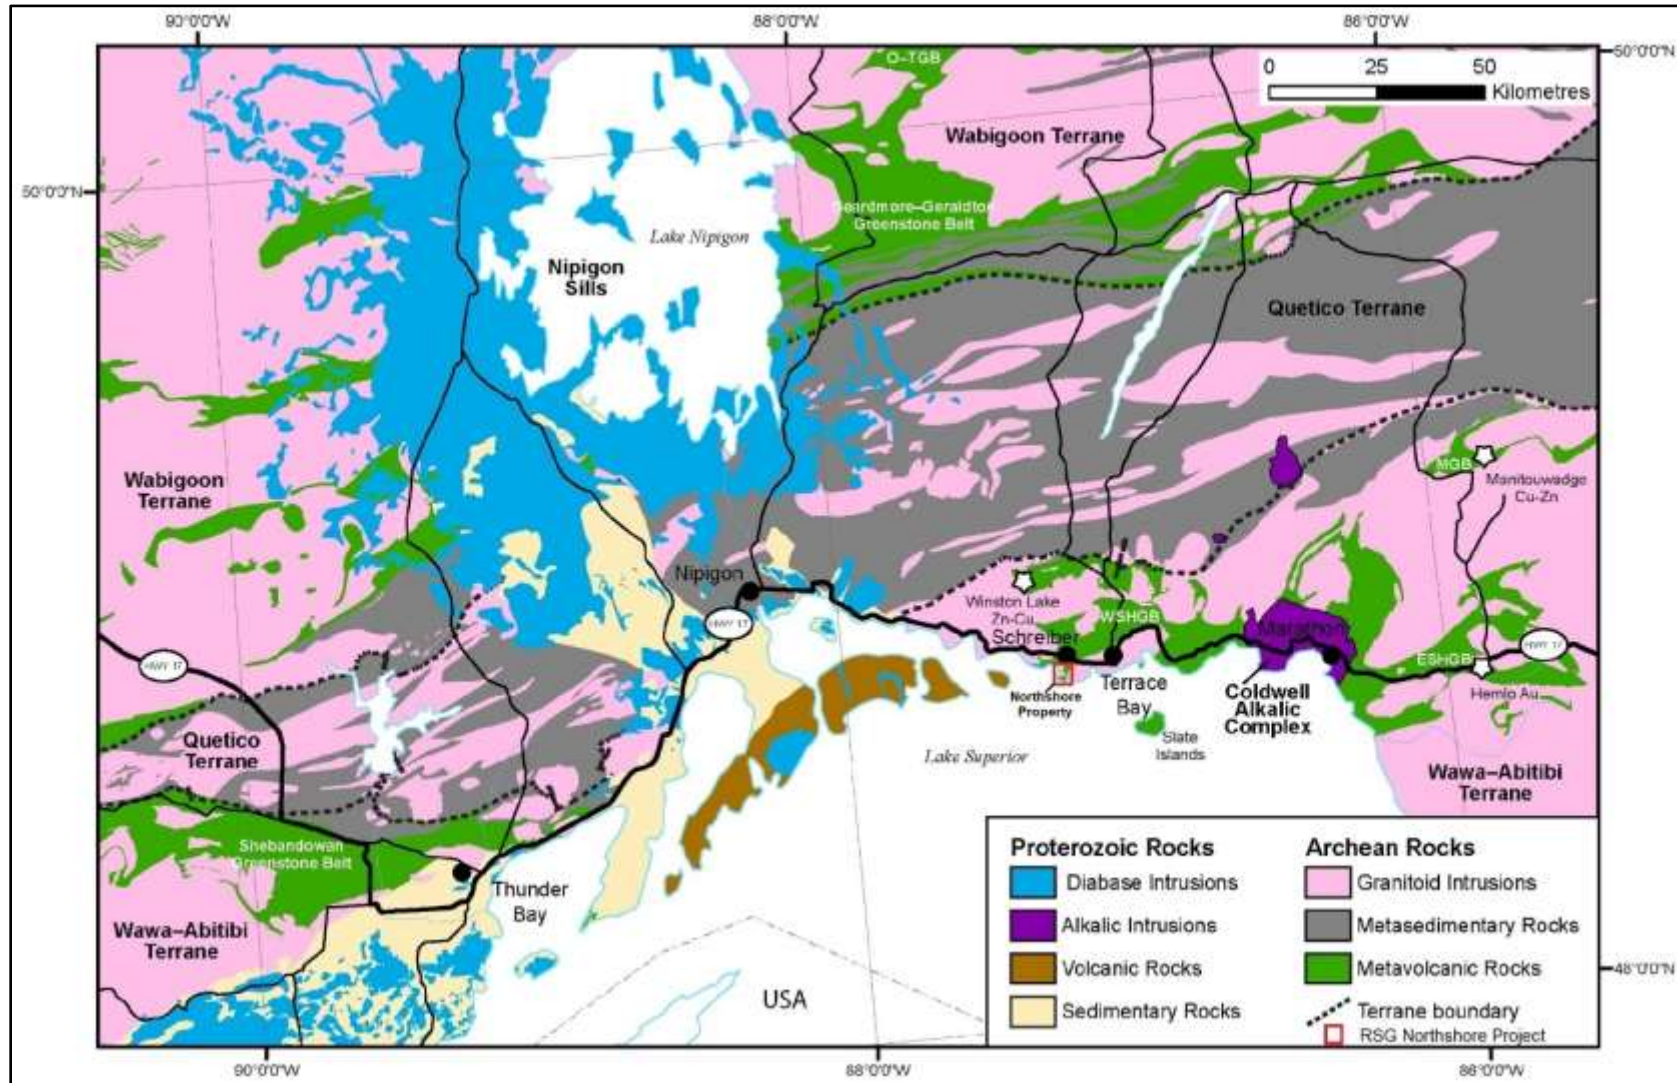 90°0'0"W
88°0'0"W
86°0'0"W
50°0'0"N
50°0'0"N
O-TGB
0 25 50
Kilometres
Wabigoon Terrane
Beardmore–Geraldton
Greenstone Belt
Lake Nipigon
Nipigon
Sills
Quetico Terrane
Wabigoon
Terrane
MGB
Manitouwadge
Cu-Zn
Nipigon
HWY 17
Winston Lake
Zn-Cu
WSHGB
Schreiber
Marathon
HWY 17
HWY 17
ESHGB
Hemlo Au
Northshore
Property
Terrace
Bay
Coldwell
Alkalic
Complex
Slate
Islands
Quetico
Terrane
Lake Superior
Wawa–Abitibi
Terrane
Shebandowan
Greenstone Belt
Thunder
Bay
Wawa–Abitibi
Terrane
USA
Proterozoic Rocks
Diabase Intrusions
Alkalic Intrusions
Volcanic Rocks
Sedimentary Rocks
Archean Rocks
Granitoid Intrusions
Metasedimentary Rocks
Metavolcanic Rocks
Terrane boundary
RSG Northshore Project
48°0'0"N
90°0'0"W
88°0'0"W
86°0'0"W